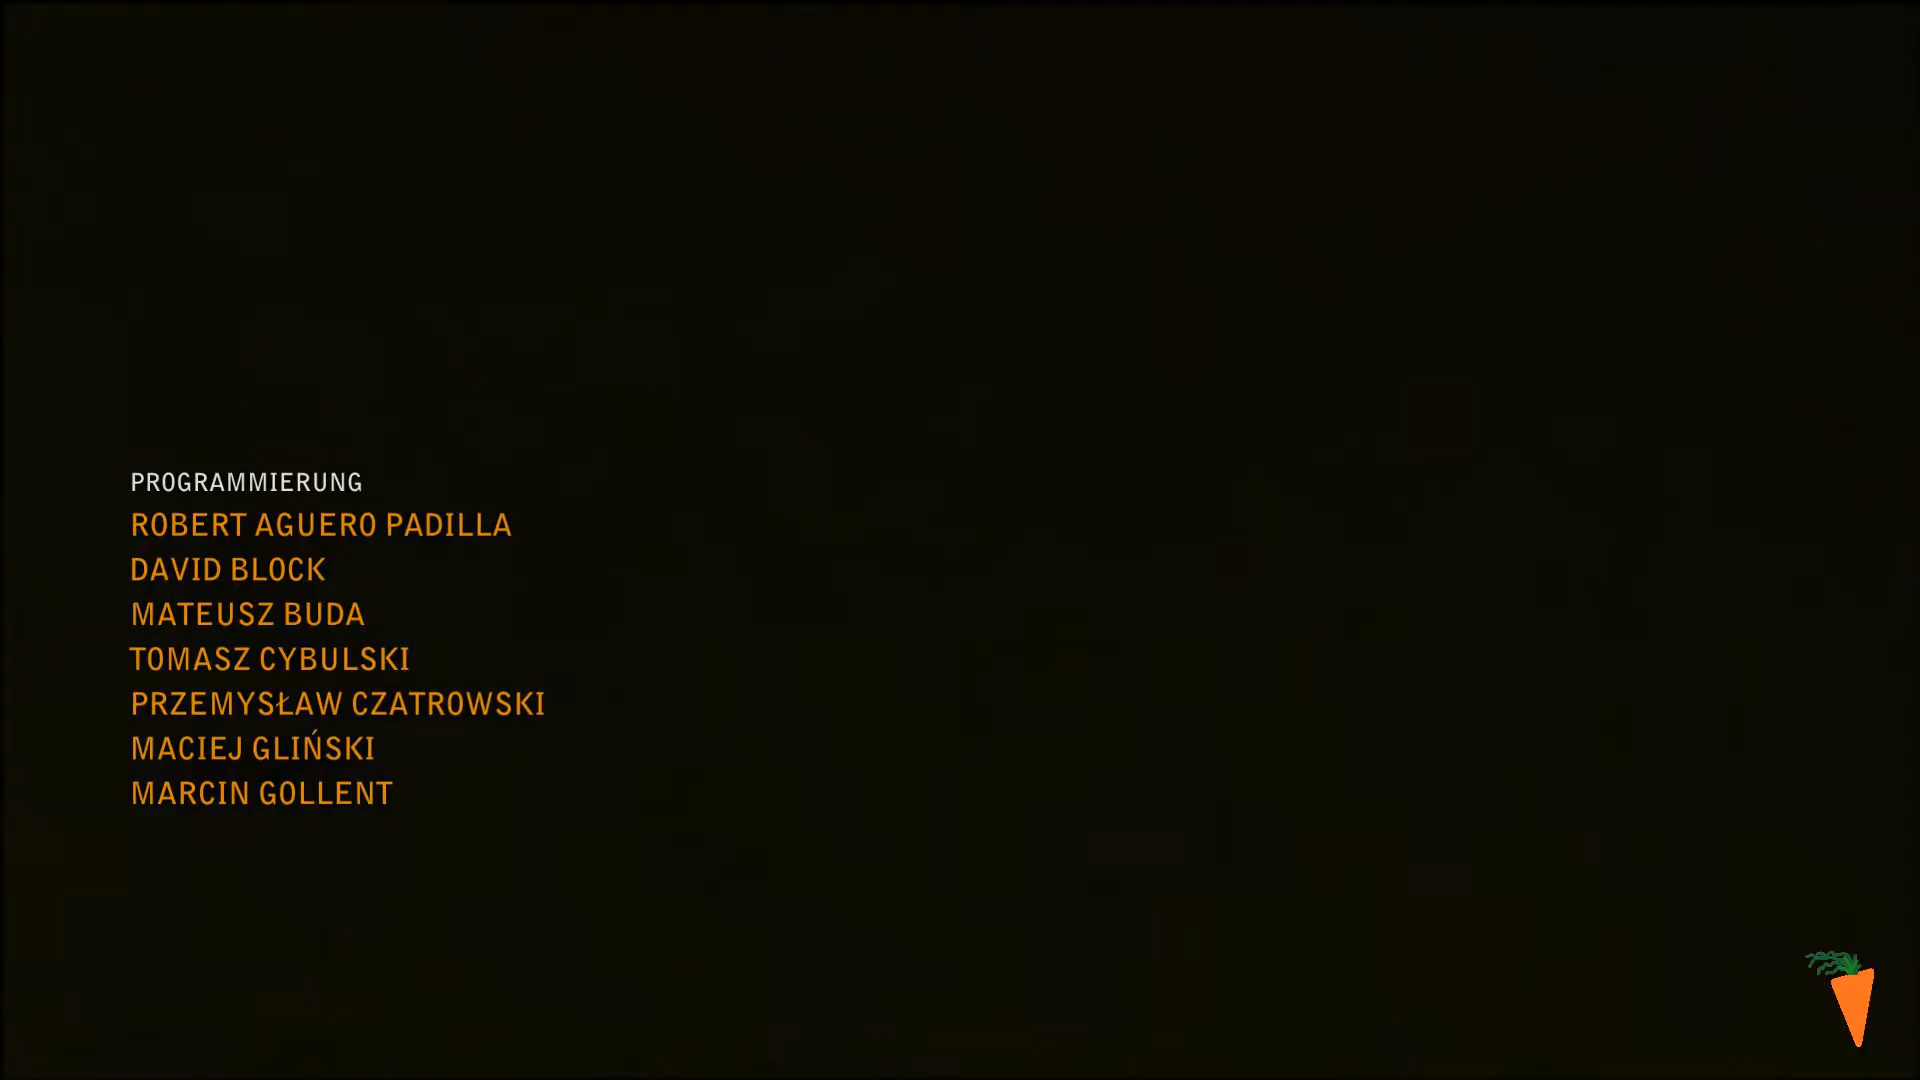 PROGRAMMIERUNG
ROBERT AGUERO PADILLA
DAVID BLOCK
MATEUSZ BUDA
TOMASZ CYBULSKI
PRZEMYSŁAW CZATROWSKI
MACIEJ GLIŃSKI
MARCIN GOLLENT